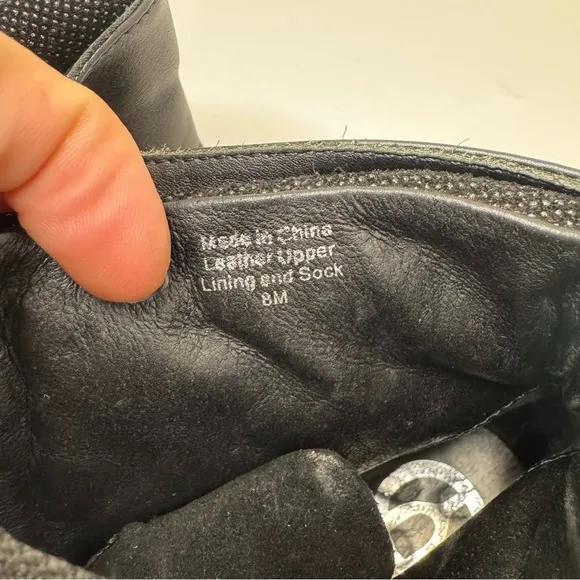 Made in China
Leather Upper
Lining and Sock
8M